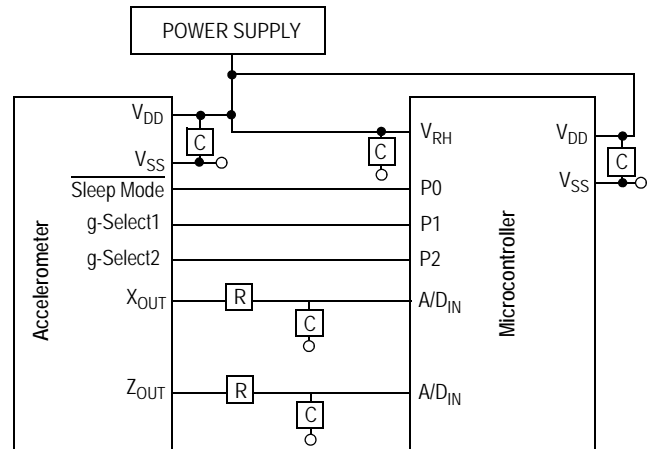 POWER SUPPLY
Accelerometer
VDD
C
VSS
Sleep Mode
g-Select1
g-Select2
XOUT
R
C
ZOUT
R
C
C
VRH
P0
P1
P2
A/DIN
A/DIN
Microcontroller
VDD
C
VSS